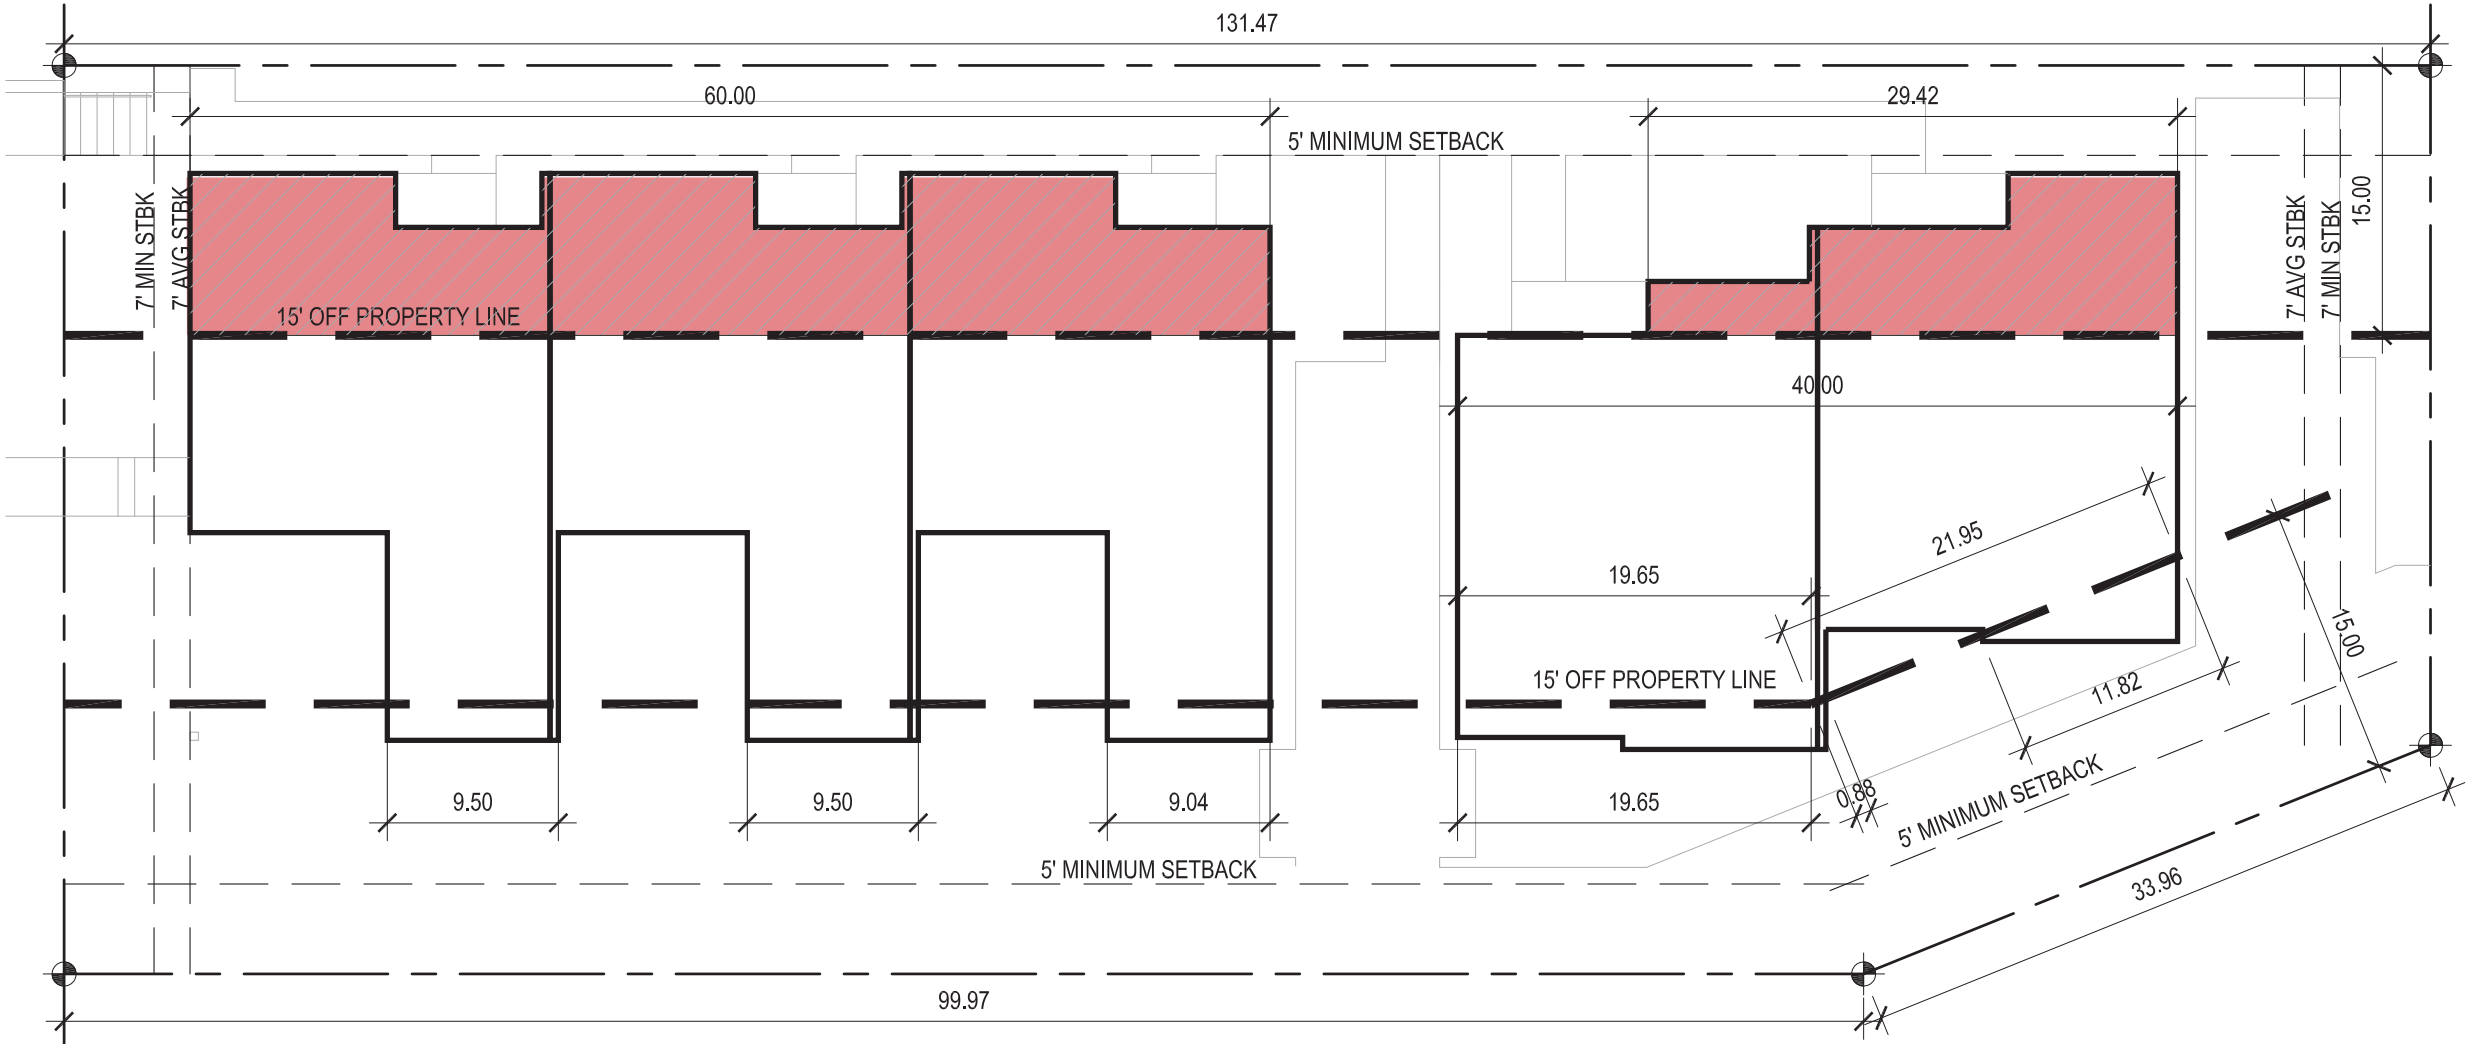 131.47
60.00
29.42
5' MINIMUM SETBACK
7' MIN STBK
7' AVG STBK
15.00
7' AVG STBK
7' MIN STBK
15' OFF PROPERTY LINE
40.00
21.95
19.65
15.00
15' OFF PROPERTY LINE
11.82
9.50
9.50
9.04
19.65
0.88
5' MINIMUM SETBACK
5' MINIMUM SETBACK
33.96
99.97